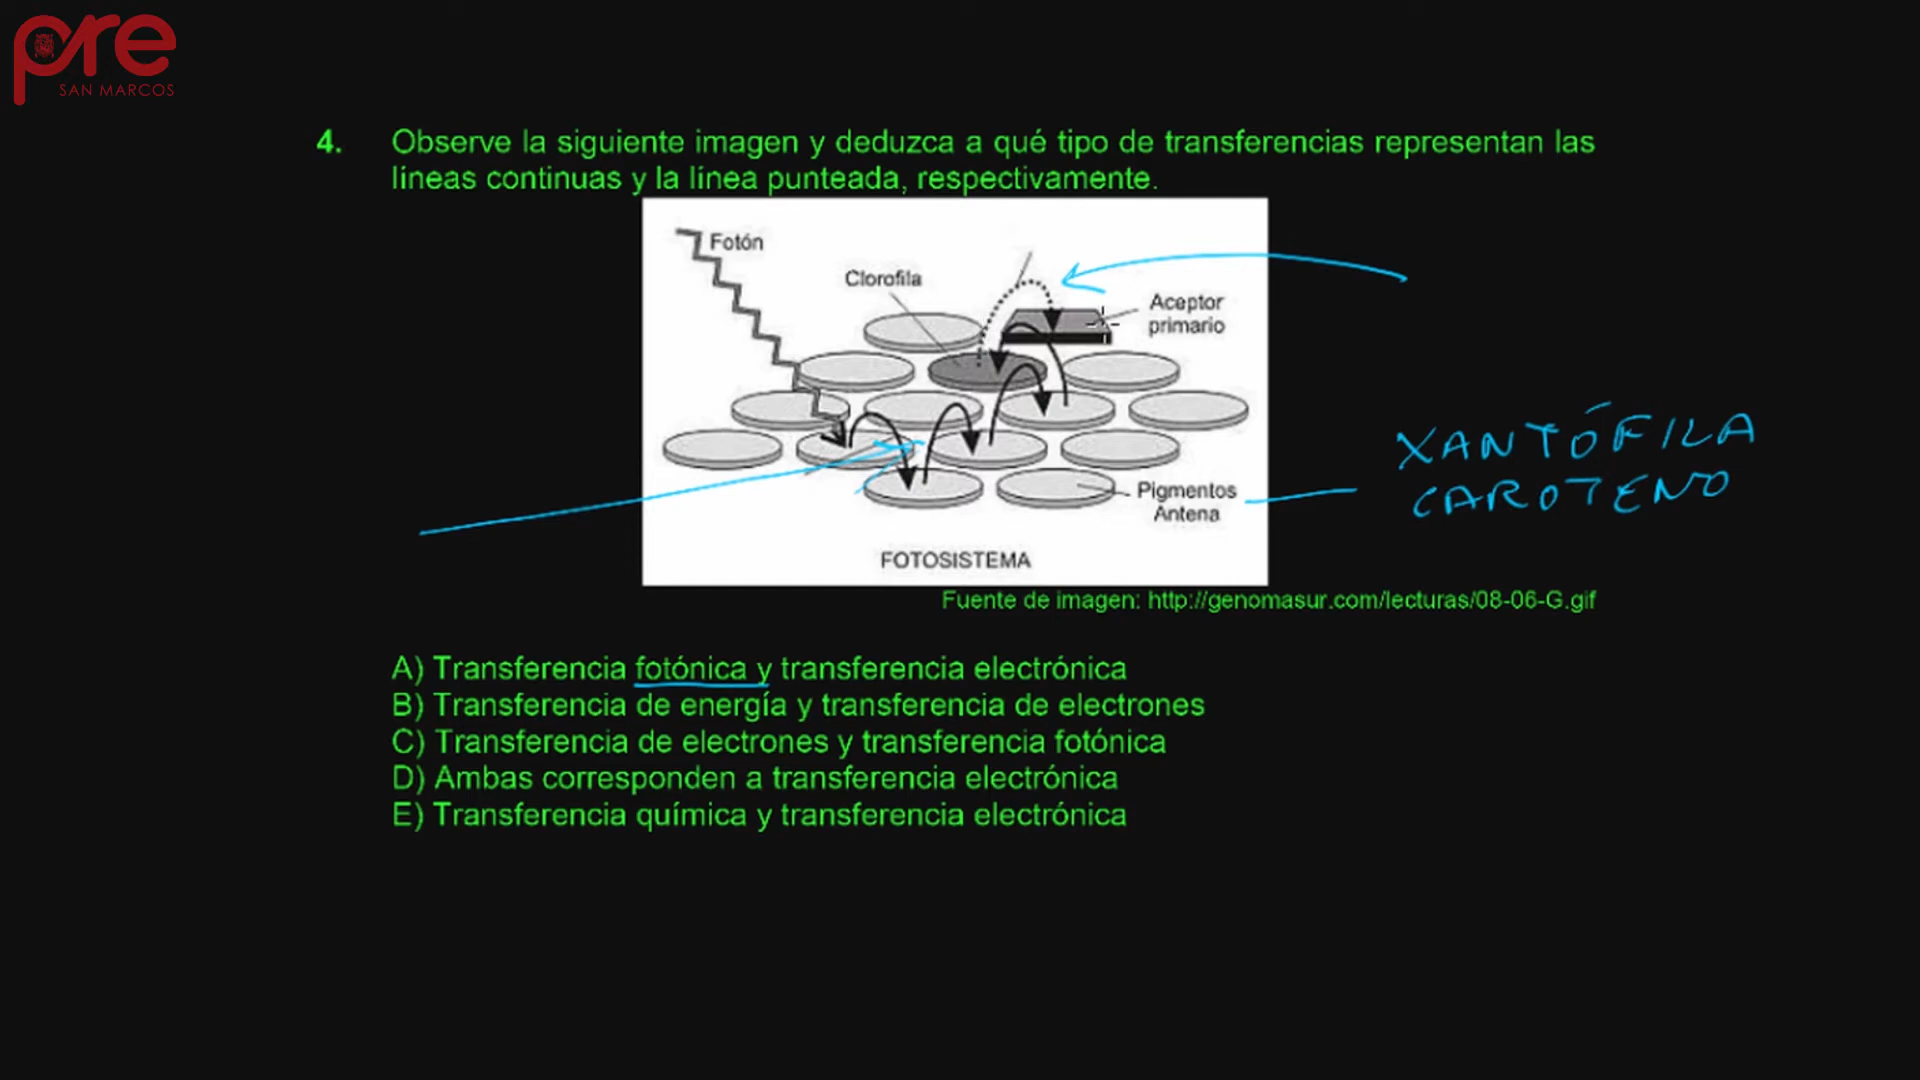 pre
SAN MARCOS
4. Observe la siguiente imagen y deduzca a qué tipo de transferencias representan las
líneas continuas y la línea punteada, respectivamente.
Fotón
Clorofila
Aceptor
primario
XANTÓFILA
CAROTENO
Pigmentos
Antena
FOTOSISTEMA
Fuente de imagen: http://genomasur.com/lecturas/08-06-G.gif
A) Transferencia fotónica y transferencia electrónica
B) Transferencia de energía y transferencia de electrones
C) Transferencia de electrones y transferencia fotónica
D) Ambas corresponden a transferencia electrónica
E) Transferencia química y transferencia electrónica